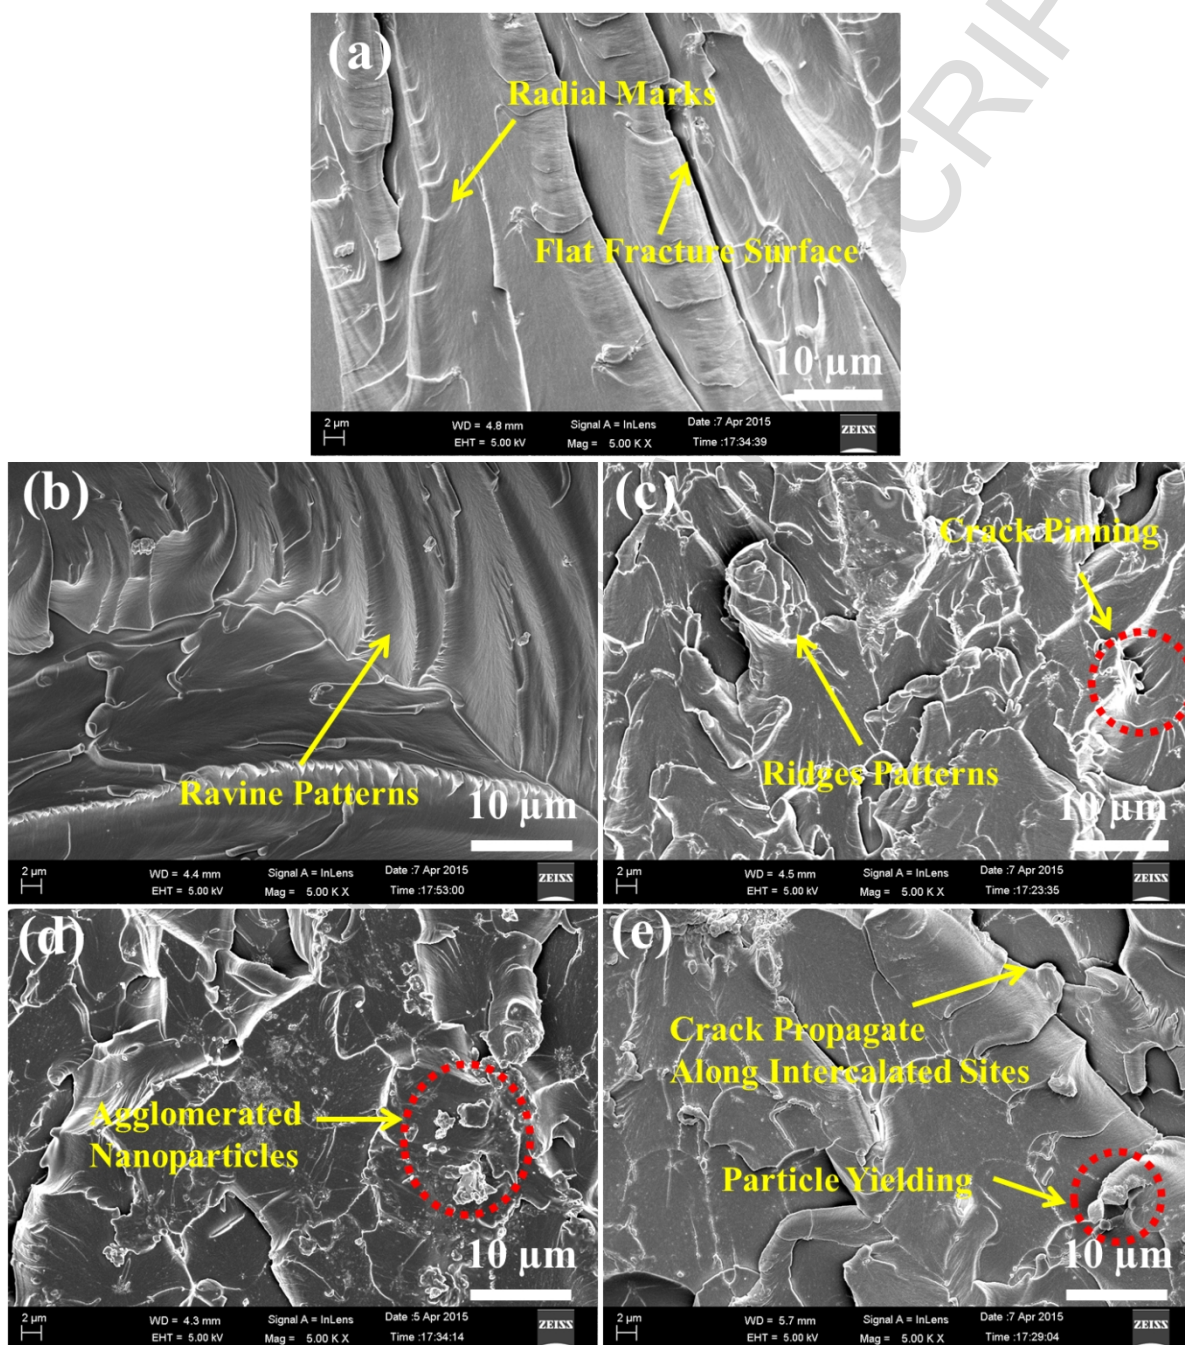 SCRIP
(a)
Radial Marks
Flat Fracture Surface
10 µm
2 µm
WD = 4.8 mm
Signal A = InLens
Date :7 Apr 2015
EHT = 5.00 kV
Mag = 5.00 K X
Time :17:34:39
ZEISS
(b)
Ravine Patterns
10 µm
2 µm
WD = 4.4 mm
Signal A = InLens
Date :7 Apr 2015
EHT = 5.00 kV
Mag = 5.00 K X
Time :17:53:00
ZEISS
(c)
Crack Pinning
Ridges Patterns
10 µm
2 µm
WD = 4.5 mm
Signal A = InLens
Date :7 Apr 2015
EHT = 5.00 kV
Mag = 5.00 K X
Time :17:23:35
ZEISS
(d)
Agglomerated
Nanoparticles
10 µm
2 µm
WD = 4.3 mm
Signal A = InLens
Date :5 Apr 2015
EHT = 5.00 kV
Mag = 5.00 K X
Time :17:34:14
ZEISS
(e)
Crack Propagate
Along Intercalated Sites
Particle Yielding
10 µm
2 µm
WD = 5.7 mm
Signal A = InLens
Date :7 Apr 2015
EHT = 5.00 kV
Mag = 5.00 K X
Time :17:29:04
ZEISS